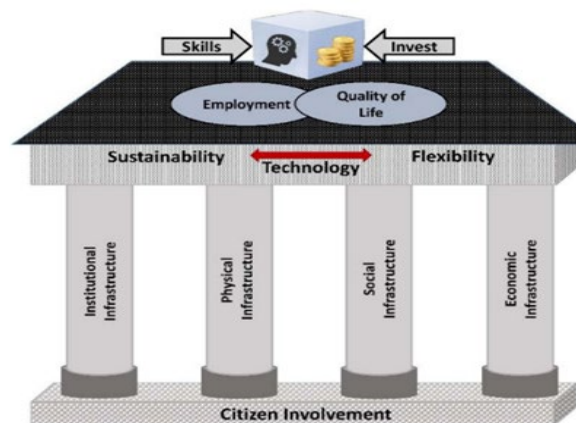 Skills
Invest
Employment
Quality of
Life
Sustainability
Technology
Flexibility
Institutional
Infrastructure
Physical
Infrastructure
Social
Infrastructure
Economic
Infrastructure
Citizen Involvement